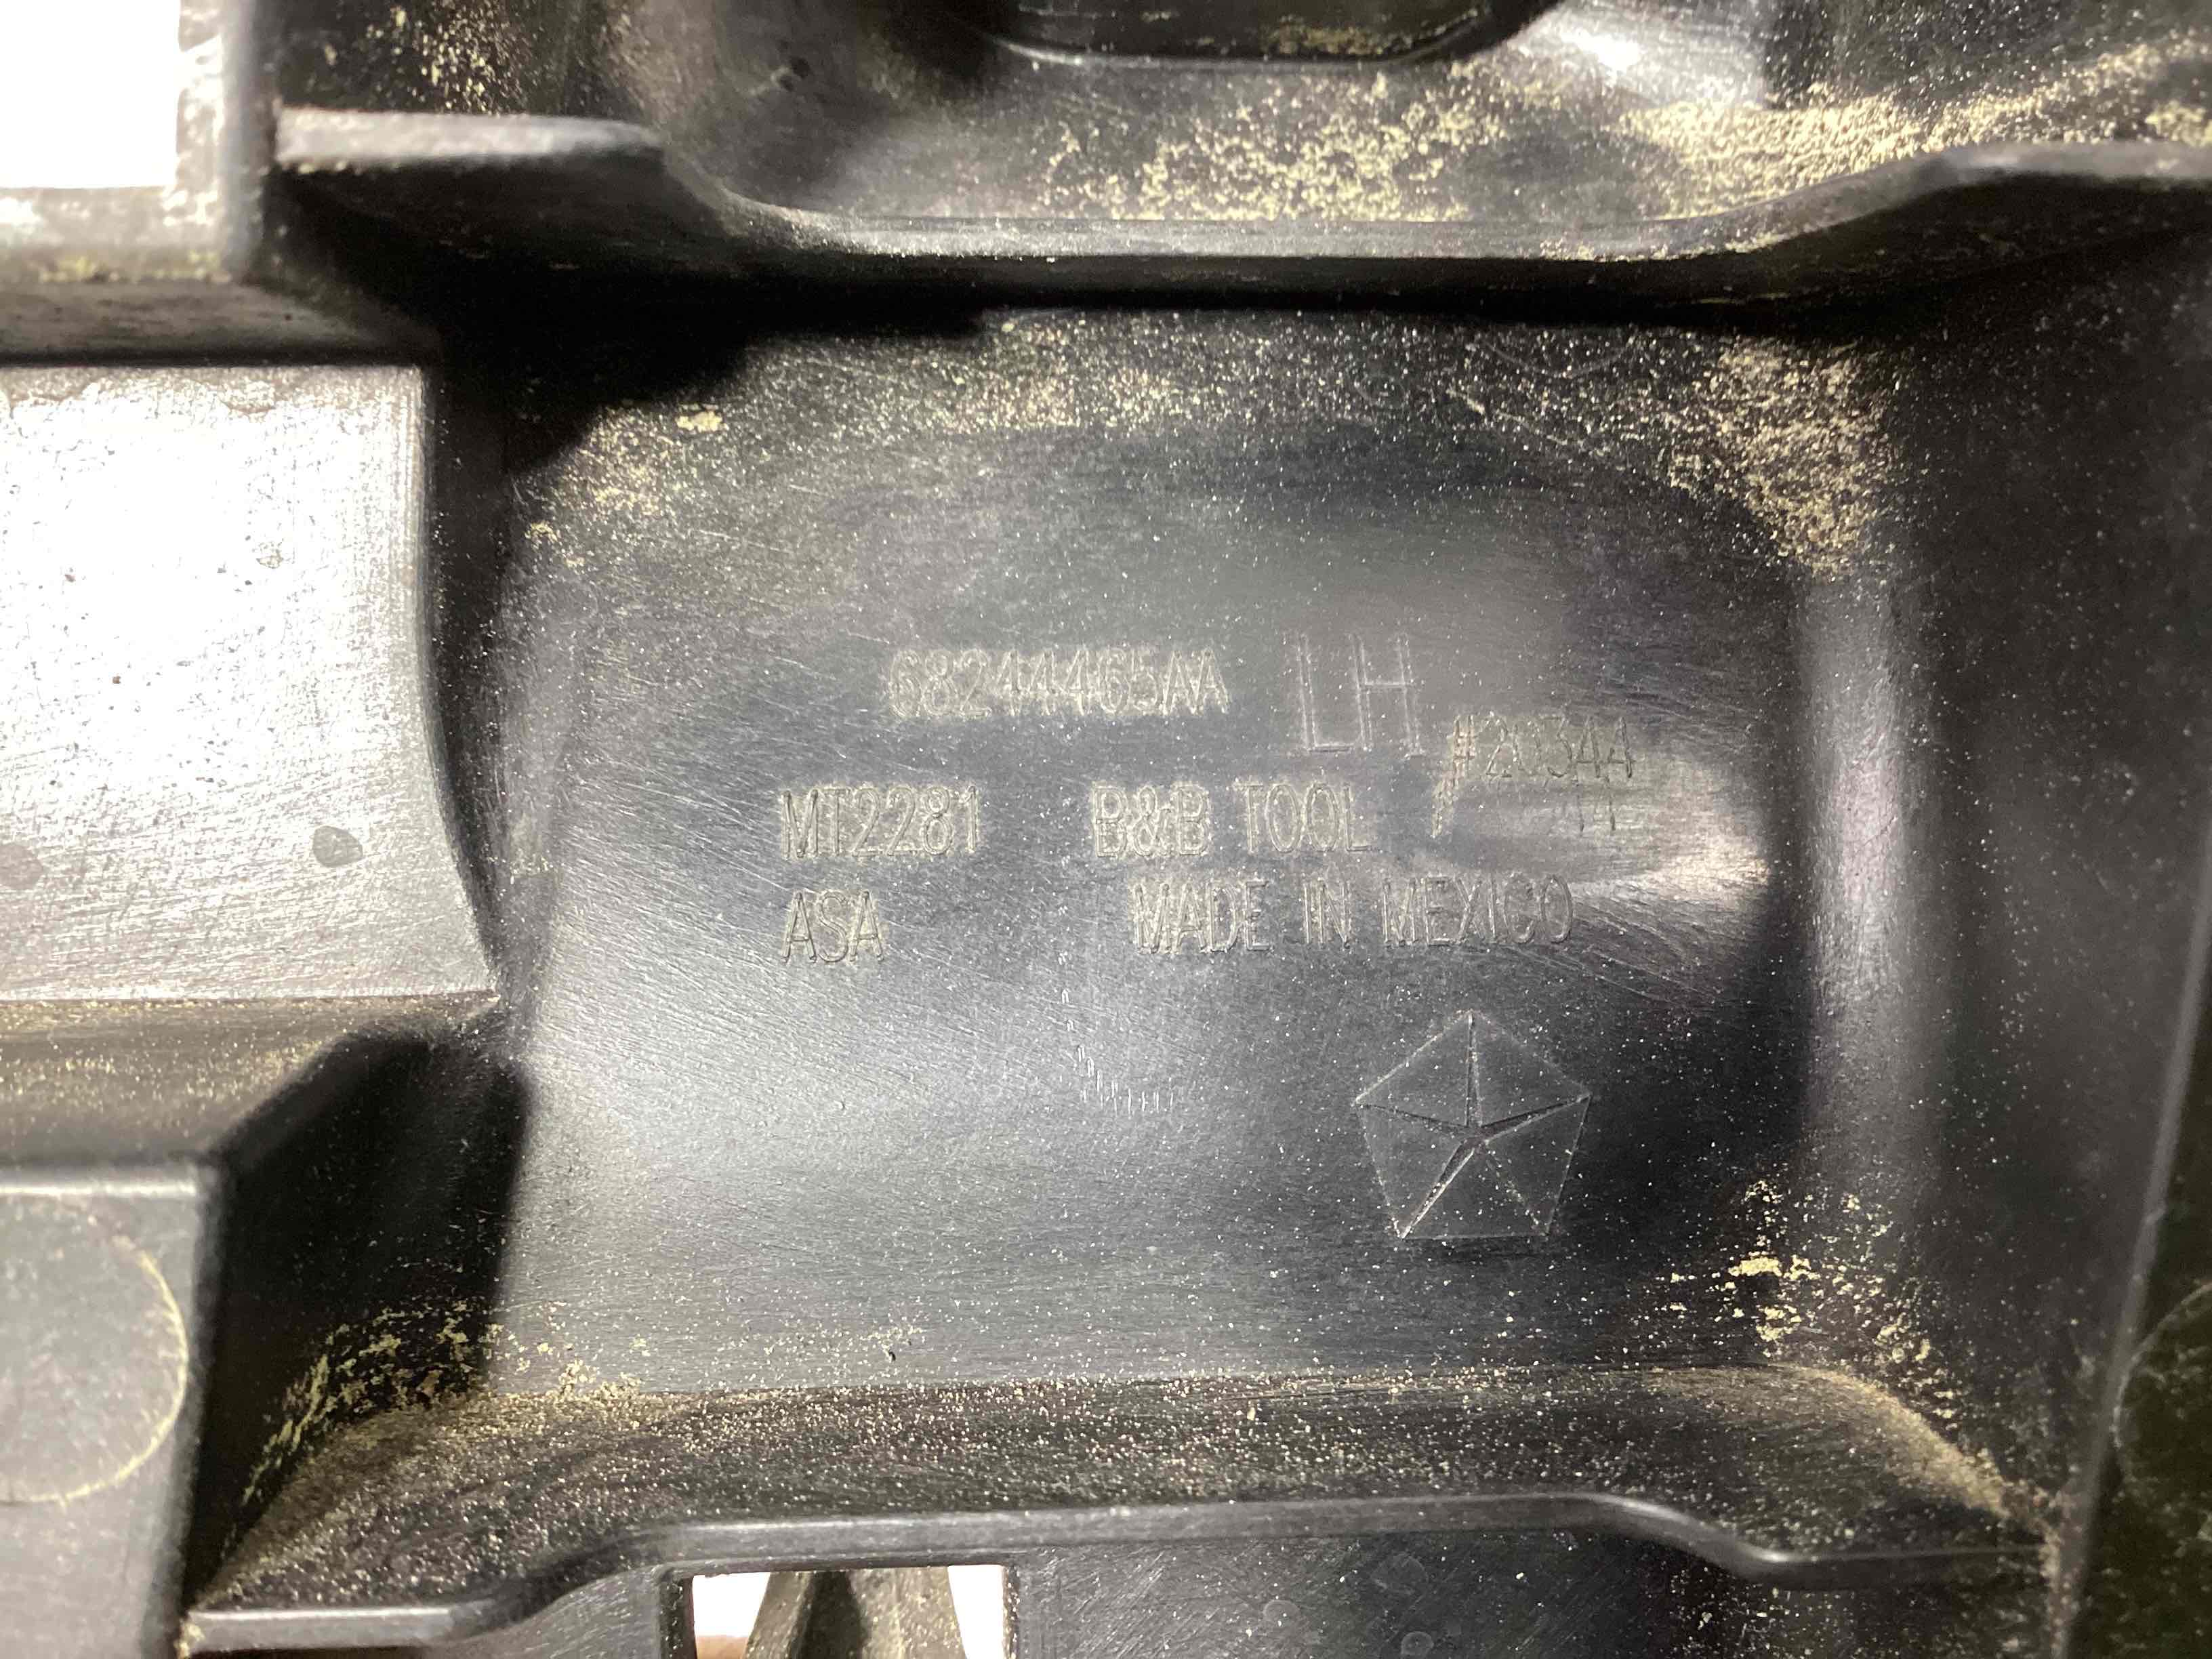 68244465AA LH
#20344
MT2281 B&B TOOL
ASA MADE IN MEXICO